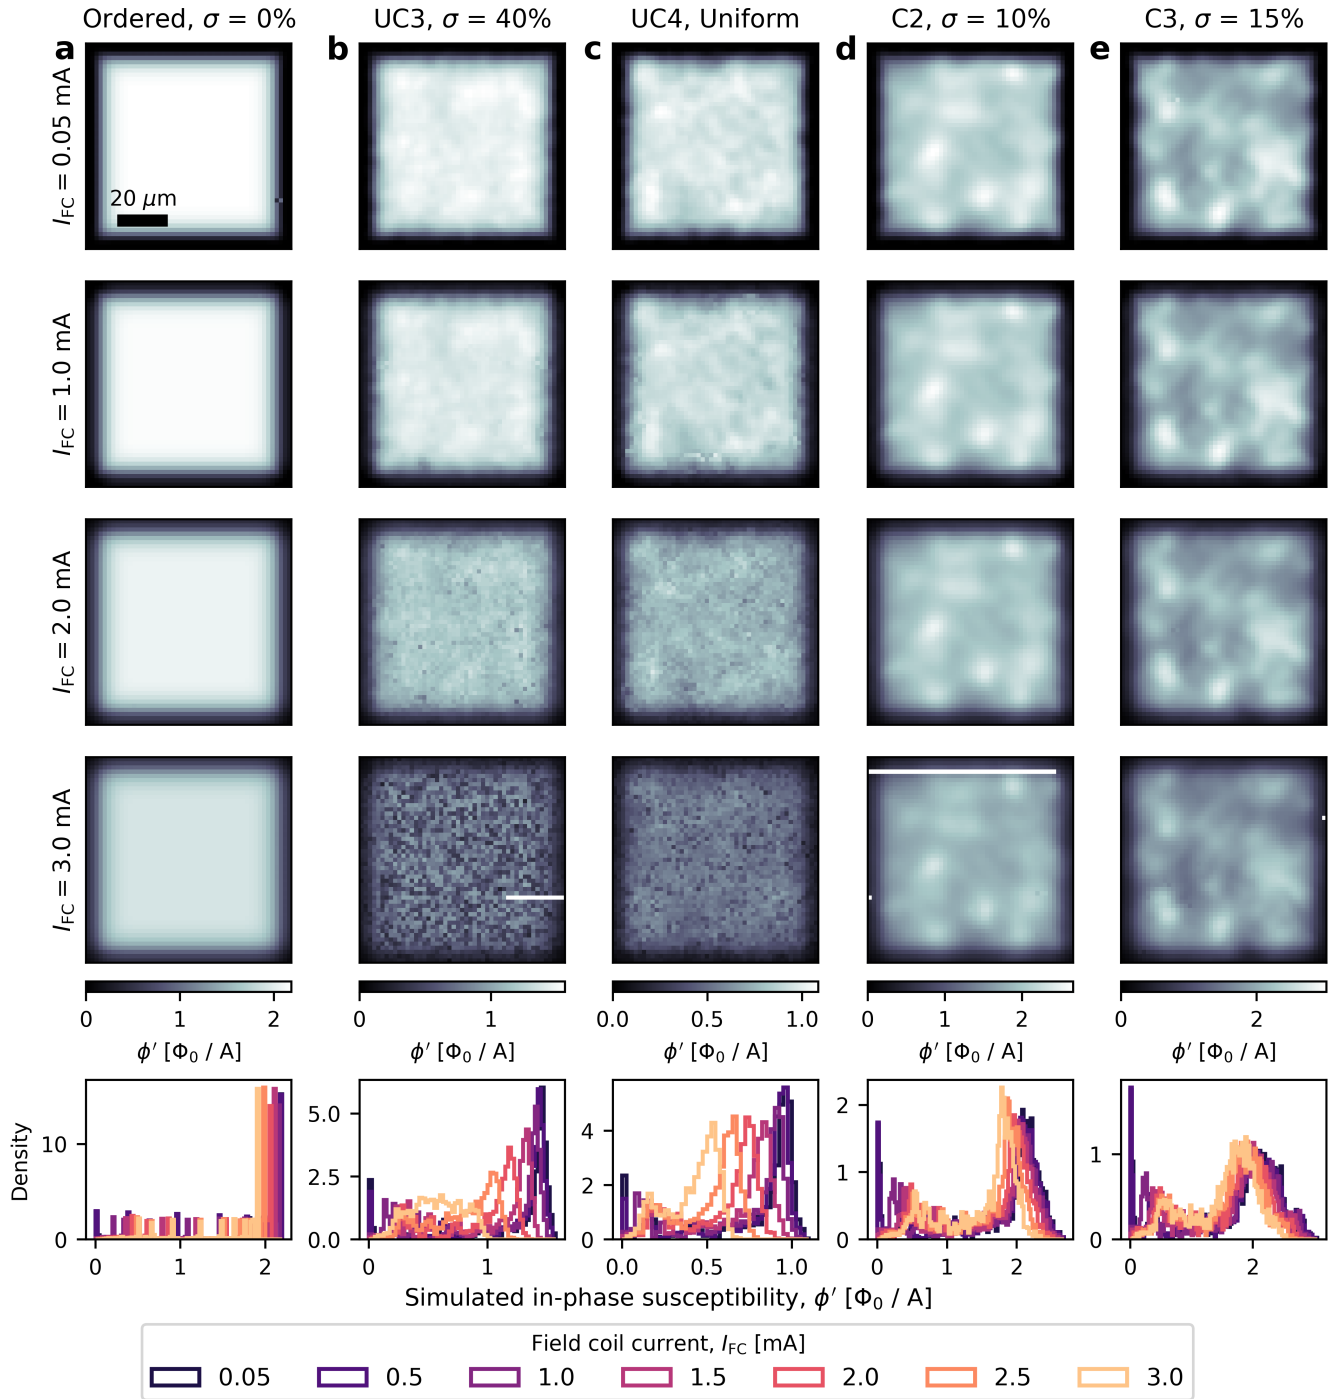 Ordered, σ = 0%
UC3, σ = 40%
UC4, Uniform
C2, σ = 10%
C3, σ = 15%
a
b
c
d
e
I_FC = 0.05 mA
20 μm
I_FC = 1.0 mA
I_FC = 2.0 mA
I_FC = 3.0 mA
0 1 2
0 1
0.0 0.5 1.0
0 1 2
0 1 2
ϕ′ [Φ₀ / A]
ϕ′ [Φ₀ / A]
ϕ′ [Φ₀ / A]
ϕ′ [Φ₀ / A]
ϕ′ [Φ₀ / A]
Density
10
0
0 1 2
5.0
2.5
0.0
0 1
4
2
0
0.0 0.5 1.0
2
1
0
0 1 2
1
0
0 2
Simulated in-phase susceptibility, ϕ′ [Φ₀ / A]
Field coil current, I_FC [mA]
0.05 0.5 1.0 1.5 2.0 2.5 3.0